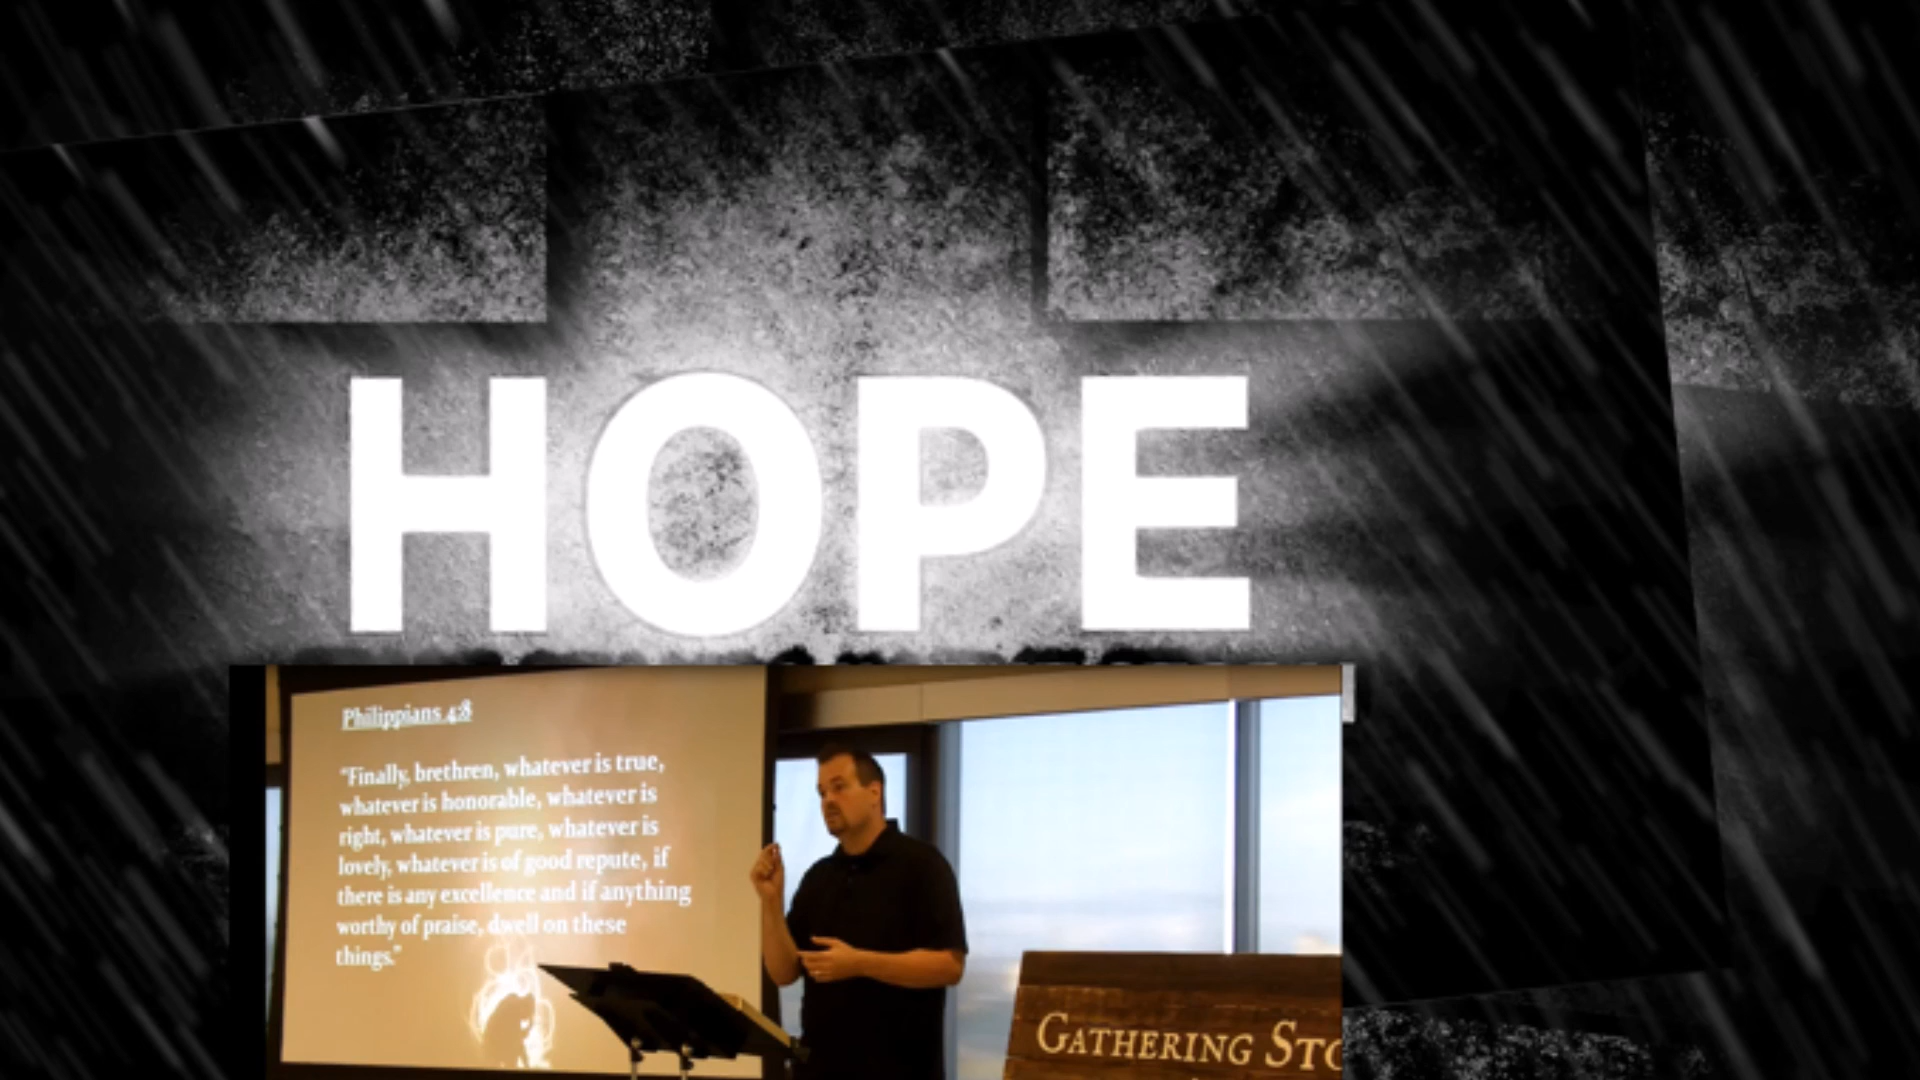 HOPE
Philippians 4:8
“Finally, brethren, whatever is true,
whatever is honorable, whatever is
right, whatever is pure, whatever is
lovely, whatever is of good repute, if
there is any excellence and if anything
worthy of praise, dwell on these
things.”
GATHERING STO